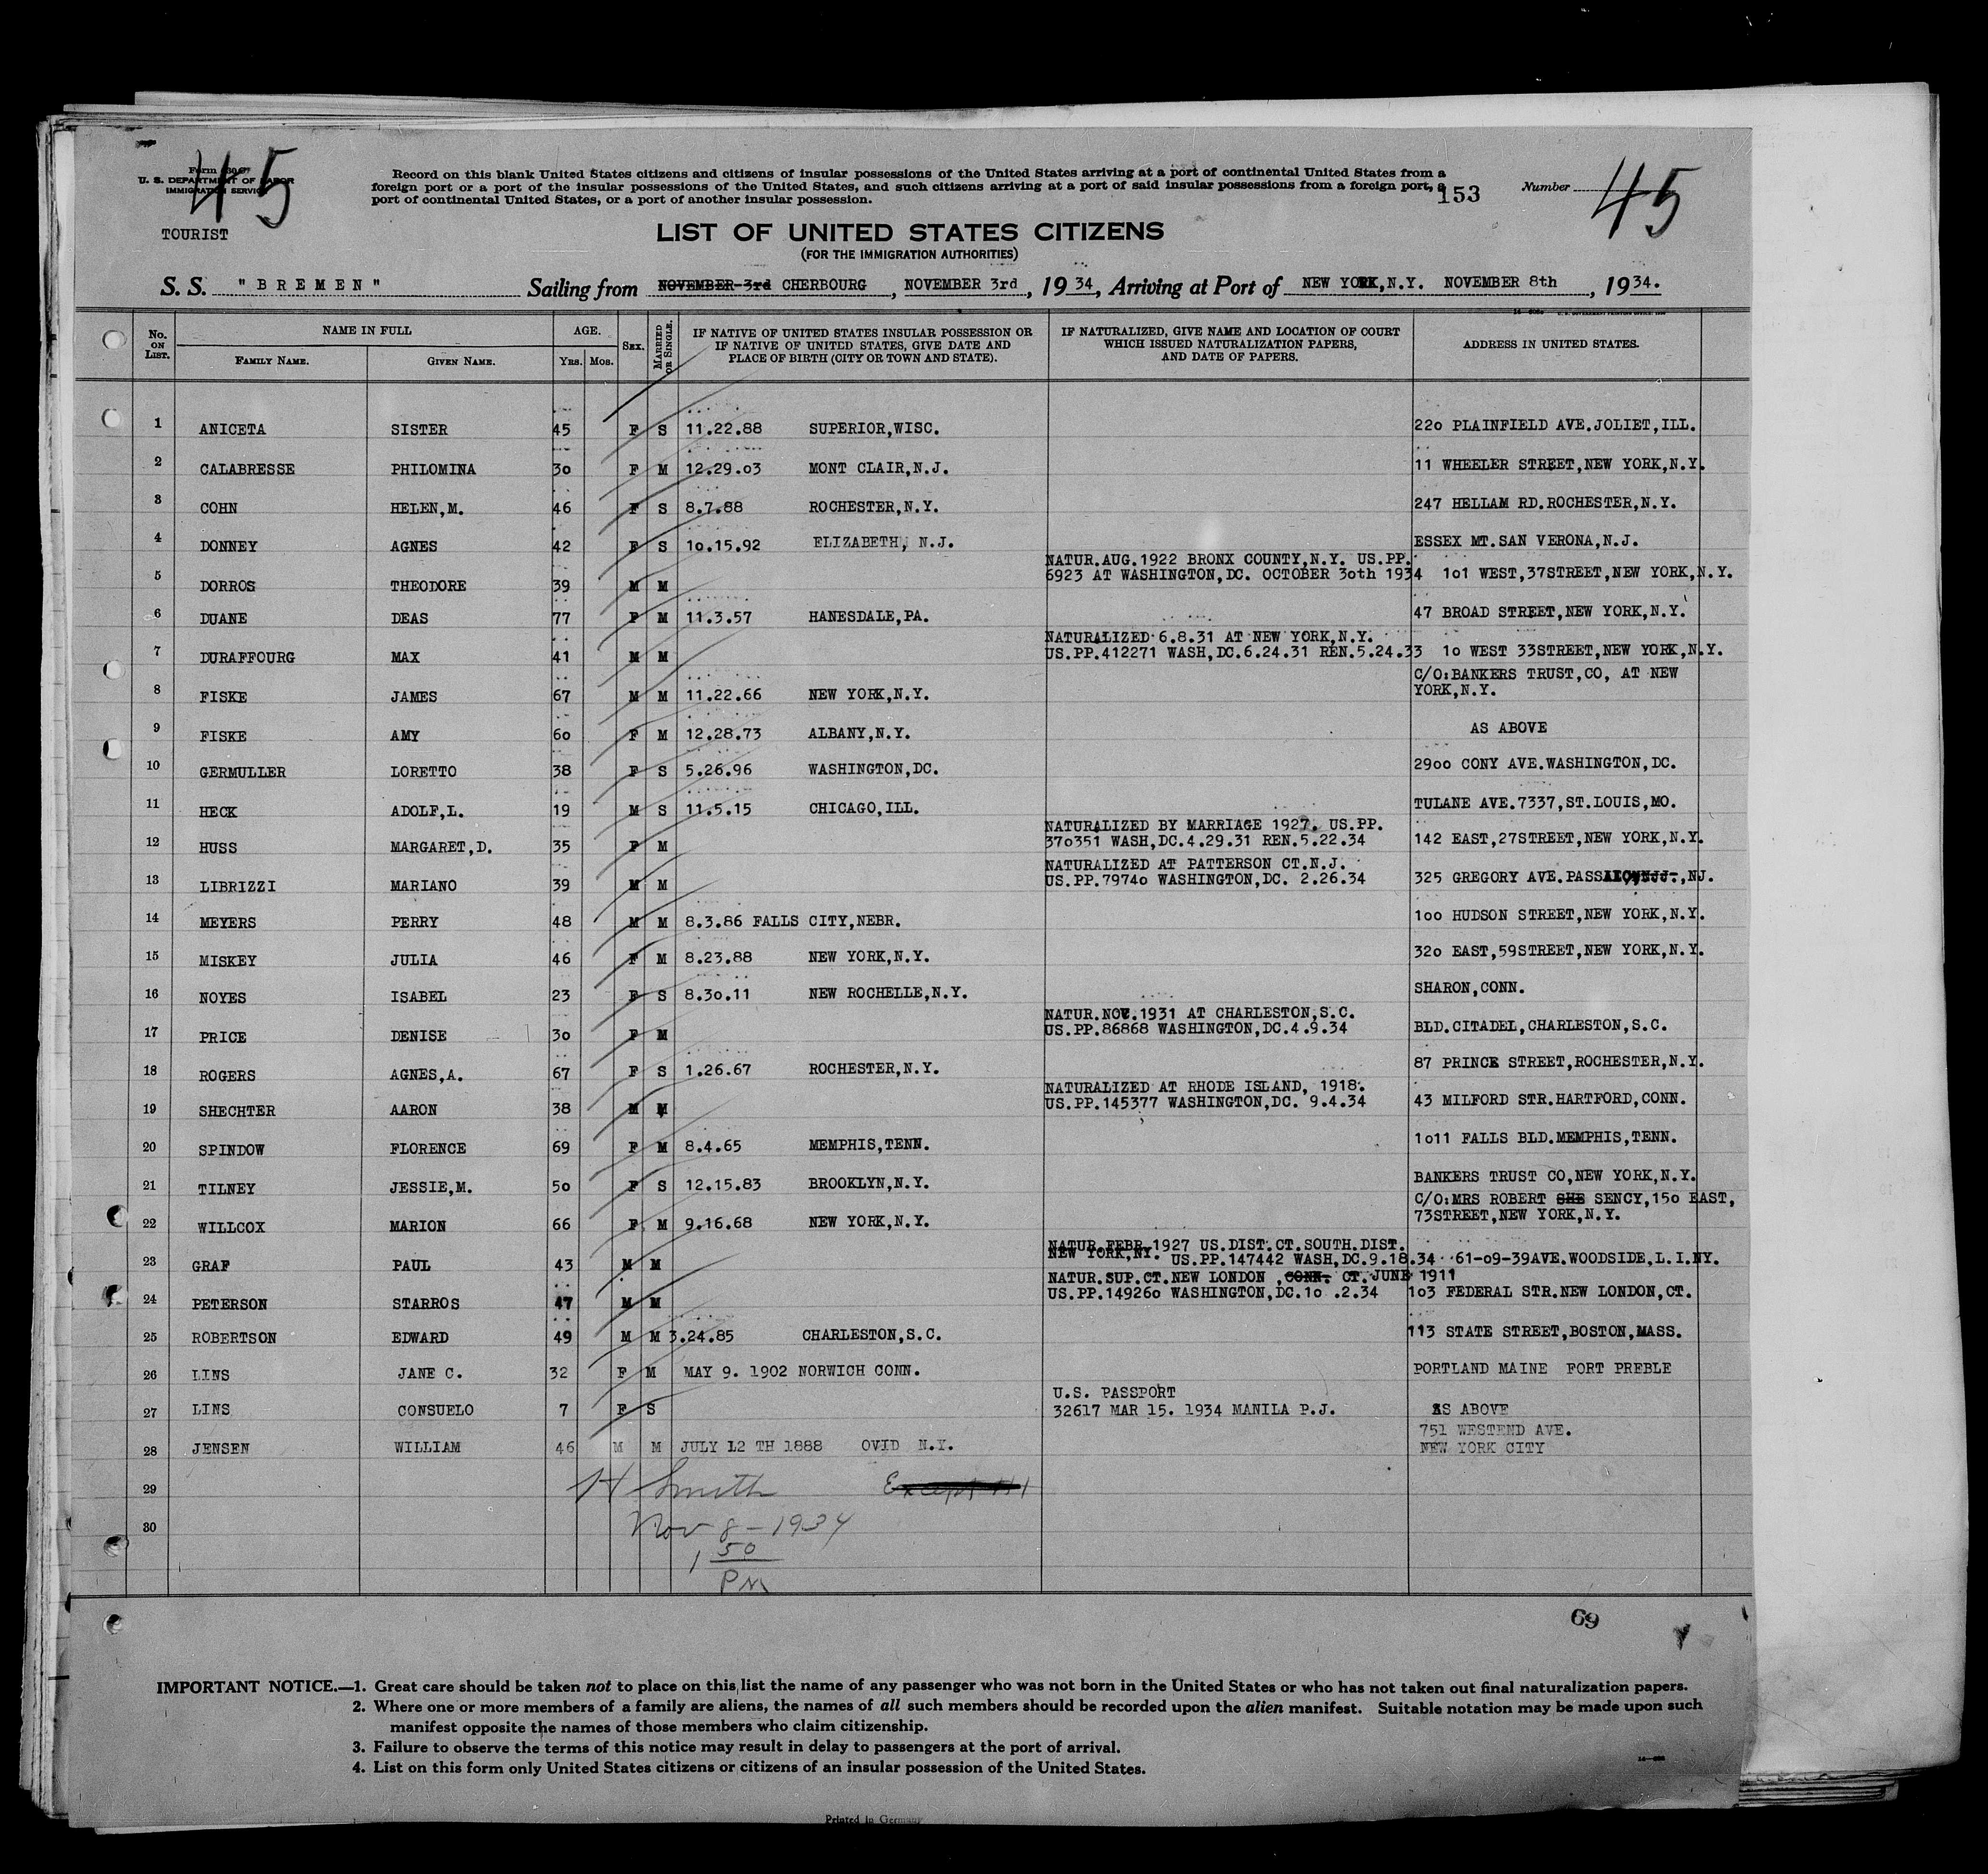 45
Form
U. S. DEPARTMENT OF LABOR
IMMIGRATION SERVICE
TOURIST
Record on this blank United States citizens and citizens of insular possessions of the United States arriving at a port of continental United States from a
foreign port or a port of the insular possessions of the United States, and such citizens arriving at a port of said insular possessions from a foreign port, a
port of continental United States, or a port of another insular possession.
153
Number
45
LIST OF UNITED STATES CITIZENS
(FOR THE IMMIGRATION AUTHORITIES)
S. S. "BREMEN" Sailing from NOVEMBER-3rd CHERBOURG, NOVEMBER 3rd, 1934, Arriving at Port of NEW YORK,N.Y. NOVEMBER 8th, 1934.
No. ON LIST. NAME IN FULL FAMILY NAME. GIVEN NAME. AGE. YRS. MOS. SEX. MARRIED OR SINGLE. IF NATIVE OF UNITED STATES INSULAR POSSESSION OR IF NATIVE OF UNITED STATES, GIVE DATE AND PLACE OF BIRTH (CITY OR TOWN AND STATE). IF NATURALIZED, GIVE NAME AND LOCATION OF COURT WHICH ISSUED NATURALIZATION PAPERS, AND DATE OF PAPERS. ADDRESS IN UNITED STATES.
1 ANICETA SISTER 45 F S 11.22.88 SUPERIOR,WISC. 220 PLAINFIELD AVE.JOLIET,ILL.
2 CALABRESSE PHILOMINA 30 F M 12.29.03 MONT CLAIR,N.J. 11 WHEELER STREET,NEW YORK,N.Y.
3 COHN HELEN,M. 46 F S 8.7.88 ROCHESTER,N.Y. 247 HELLAM RD.ROCHESTER,N.Y.
4 DONNEY AGNES 42 F S 10.15.92 ELIZABETH, N.J. ESSEX MT.SAN VERONA,N.J.
NATUR.AUG.1922 BRONX COUNTY,N.Y. US.PP.
5 DORROS THEODORE 39 M M 6923 AT WASHINGTON,DC. OCTOBER 30th 1934 101 WEST,37STREET,NEW YORK,N.Y.
6 DUANE DEAS 77 F M 11.3.57 HANESDALE,PA. 47 BROAD STREET,NEW YORK,N.Y.
NATURALIZED 6.8.31 AT NEW YORK,N.Y.
7 DURAFFOURG MAX 41 M M US.PP.412271 WASH,DC.6.24.31 REN.5.24.33 10 WEST 33STREET,NEW YORK,N.Y.
C/O:BANKERS TRUST,CO, AT NEW
8 FISKE JAMES 67 M M 11.22.66 NEW YORK,N.Y. YORK,N.Y.
9 FISKE AMY 60 F M 12.28.73 ALBANY,N.Y. AS ABOVE
10 GERMULLER LORETTO 38 F S 5.26.96 WASHINGTON,DC. 2900 CONY AVE.WASHINGTON,DC.
11 HECK ADOLF,L. 19 M S 11.5.15 CHICAGO,ILL. TULANE AVE.7337,ST.LOUIS,MO.
NATURALIZED BY MARRIAGE 1927. US.PP.
12 HUSS MARGARET,D. 35 F M 370351 WASH,DC.4.29.31 REN.5.22.34 142 EAST,27STREET,NEW YORK,N.Y.
NATURALIZED AT PATTERSON CT.N.J.
13 LIBRIZZI MARIANO 39 M M US.PP.79740 WASHINGTON,DC. 2.26.34 325 GREGORY AVE.PASSAIC,NJ.
14 MEYERS PERRY 48 M M 8.3.86 FALLS CITY,NEBR. 100 HUDSON STREET,NEW YORK,N.Y.
15 MISKEY JULIA 46 F M 8.23.88 NEW YORK,N.Y. 320 EAST,59STREET,NEW YORK,N.Y.
16 NOYES ISABEL 23 F S 8.30.11 NEW ROCHELLE,N.Y. SHARON,CONN.
NATUR.NOV.1931 AT CHARLESTON,S.C.
17 PRICE DENISE 30 F M US.PP.86868 WASHINGTON,DC.4.9.34 BLD.CITADEL,CHARLESTON,S.C.
18 ROGERS AGNES,A. 67 F S 1.26.67 ROCHESTER,N.Y. 87 PRINCE STREET,ROCHESTER,N.Y.
NATURALIZED AT RHODE ISLAND, 1918.
19 SHECHTER AARON 38 M M US.PP.145377 WASHINGTON,DC. 9.4.34 43 MILFORD STR.HARTFORD,CONN.
20 SPINDOW FLORENCE 69 F M 8.4.65 MEMPHIS,TENN. 1011 FALLS BLD.MEMPHIS,TENN.
21 TILNEY JESSIE,M. 50 F S 12.15.83 BROOKLYN,N.Y. BANKERS TRUST CO,NEW YORK,N.Y.
C/O:MRS ROBERT SHE SENCY,150 EAST,
22 WILLCOX MARION 66 F M 9.16.68 NEW YORK,N.Y. 73STREET,NEW YORK,N.Y.
NATUR.FEBR.1927 US.DIST.CT.SOUTH.DIST.
23 GRAF PAUL 43 M M NEW YORK,NY. US.PP.147442 WASH,DC.9.18.34 61-09-39AVE.WOODSIDE,L.I.NY.
NATUR.SUP.CT.NEW LONDON ,CONN. CT.JUNE 1911
24 PETERSON STARROS 47 M M US.PP.149260 WASHINGTON,DC.10 .2.34 103 FEDERAL STR.NEW LONDON,CT.
25 ROBERTSON EDWARD 49 M M 3.24.85 CHARLESTON,S.C. 113 STATE STREET,BOSTON,MASS.
26 LINS JANE C. 32 F M MAY 9. 1902 NORWICH CONN. PORTLAND MAINE FORT PREBLE
U.S. PASSPORT
27 LINS CONSUELO 7 F S 32617 MAR 15. 1934 MANILA P.J. AS ABOVE
751 WESTEND AVE.
28 JENSEN WILLIAM 46 M M JULY 12 TH 1888 OVID N.Y. NEW YORK CITY
29 H Smith Except #1
30 Nov 8-1934
1 50
PM
69
IMPORTANT NOTICE.—1. Great care should be taken not to place on this list the name of any passenger who was not born in the United States or who has not taken out final naturalization papers.
2. Where one or more members of a family are aliens, the names of all such members should be recorded upon the alien manifest. Suitable notation may be made upon such
manifest opposite the names of those members who claim citizenship.
3. Failure to observe the terms of this notice may result in delay to passengers at the port of arrival.
4. List on this form only United States citizens or citizens of an insular possession of the United States.
Printed in Germany